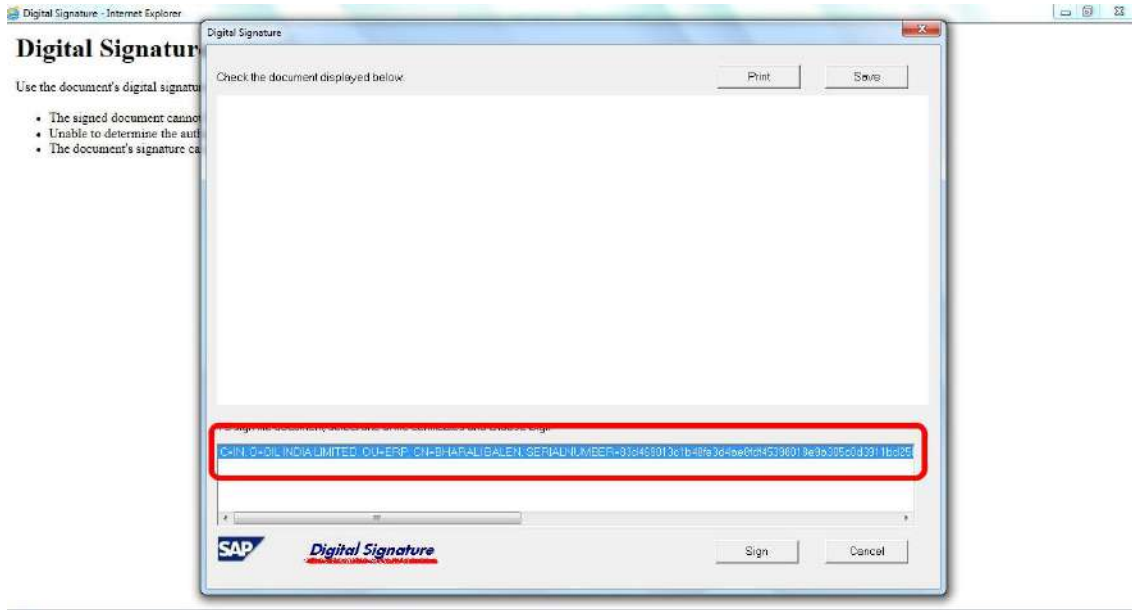 Digital Signature - Internet Explorer
Digital Signature
Digital Signatur
Check the document displayed below.
Print
Save
Use the document's digital signatu
The signed document canno
Unable to determine the aut
The document's signature ca
C=IN, O=OIL INDIA LIMITED, OU=ERP, CN=BHARALI BALEN, SERIALNUMBER=
SAP
Digital Signature
Sign
Cancel